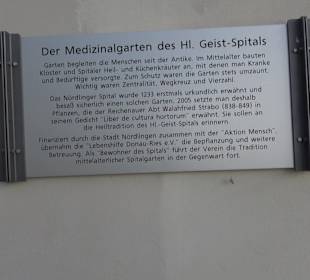 Der Medizinalgarten des Hl. Geist-Spitals
Gärten begleiten die Menschen seit der Antike. Im Mittelalter bauten
Klöster und Spitäler Heil- und Küchenkräuter an, mit denen man Kranke
und Bedürftige versorgte. Zum Schutz waren die Gärten stets umzäunt.
Wichtig waren Zentralität, Wegkreuz und Vierzahl.
Das Nördlinger Spital wurde 1233 erstmals urkundlich erwähnt und
besaß sicherlich einen solchen Garten. 2005 setzte man deshalb
Pflanzen, die der Reichenauer Abt Walahfried Strabo (838-849) in
seinem Gedicht "Liber de cultura hortorum" erwähnt. Sie sollen an
die Heiltradition des Hl.-Geist-Spitals erinnern.
Finanziert durch die Stadt Nördlingen zusammen mit der "Aktion Mensch",
übernahm die "Lebenshilfe Donau-Ries e.V." die Bepflanzung und weitere
Betreuung. Als "Bewohner des Spitals" führt der Verein die Tradition
mittelalterlicher Spitalgärten in der Gegenwart fort.